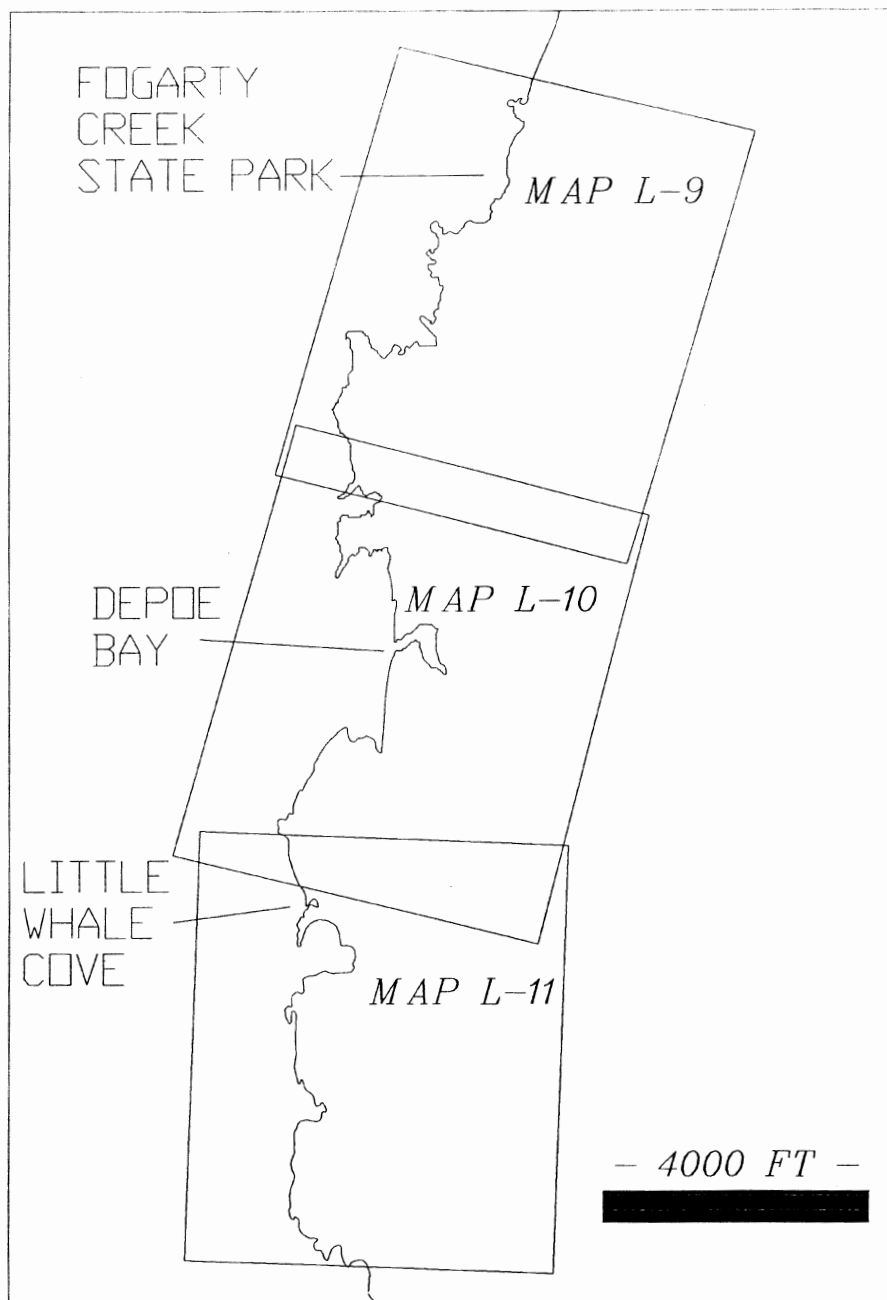 FOGARTY
CREEK
STATE PARK
MAP L-9
DEPOE
BAY
MAP L-10
LITTLE
WHALE
COVE
MAP L-11
- 4000 FT -